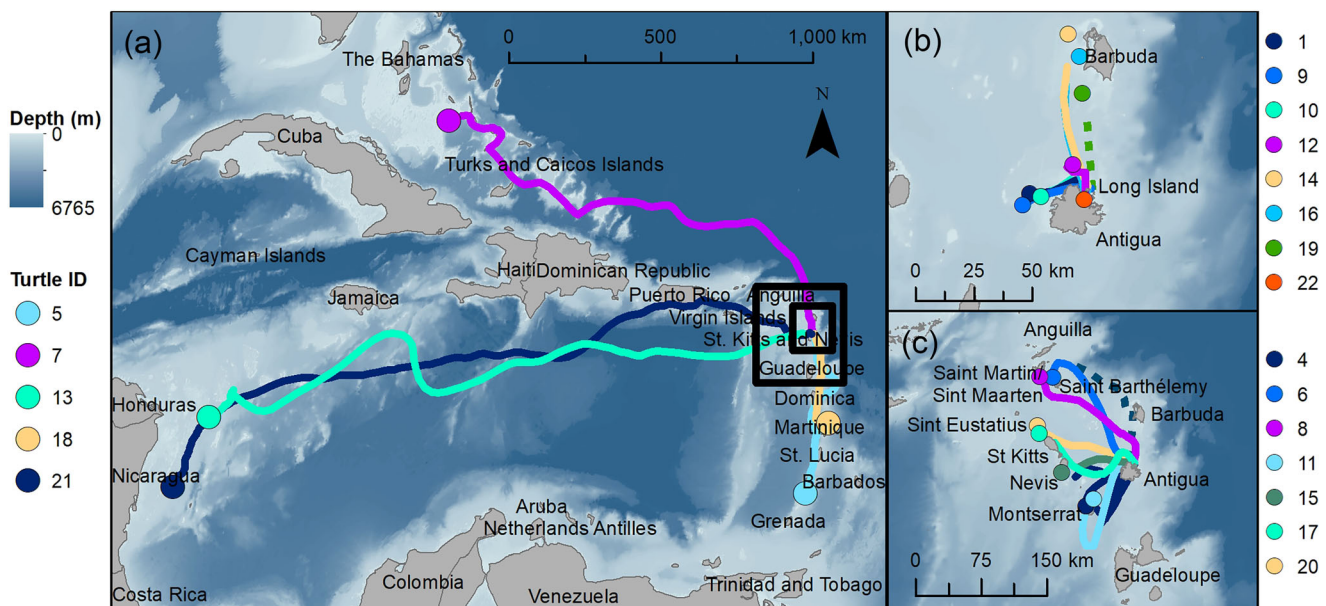 Depth (m)
0
6765
Turtle ID
5
7
13
18
21
(a)
0 500 1,000 km
N
The Bahamas
Cuba
Turks and Caicos Islands
Cayman Islands
Haiti
Dominican Republic
Jamaica
Puerto Rico
Anguilla
Virgin Islands
St. Kitts and Nevis
Guadeloupe
Dominica
Martinique
St. Lucia
Barbados
Grenada
Honduras
Nicaragua
Aruba
Netherlands Antilles
Costa Rica
Colombia
Venezuela
Trinidad and Tobago
(b)
Barbuda
Long Island
Antigua
0 25 50 km
1
9
10
12
14
16
19
22
(c)
Anguilla
Saint Martin/
Sint Maarten
Saint Barthélemy
Barbuda
Sint Eustatius
St Kitts
Nevis
Antigua
Montserrat
0 75 150 km
Guadeloupe
4
6
8
11
15
17
20